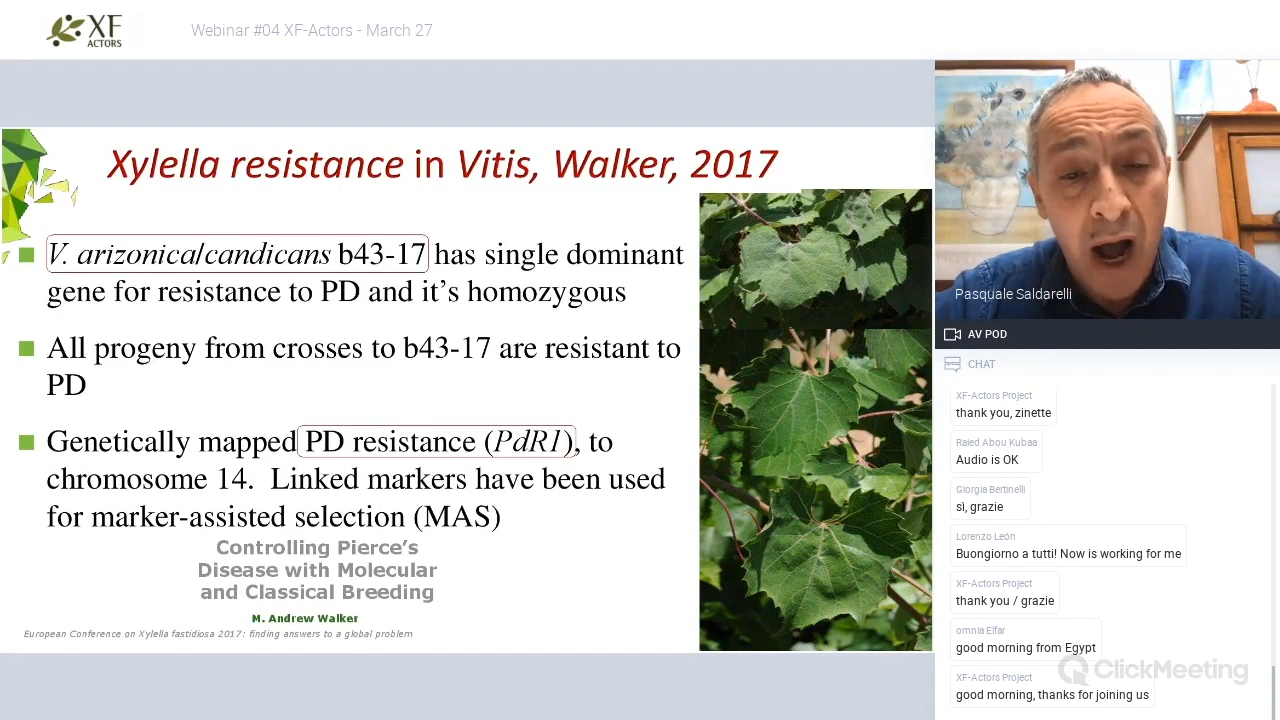 XF
ACTORS
Webinar #04 XF-Actors - March 27
Xylella resistance in Vitis, Walker, 2017
V. arizonica/candicans b43-17 has single dominant
gene for resistance to PD and it's homozygous
All progeny from crosses to b43-17 are resistant to
PD
Genetically mapped PD resistance (PdR1), to
chromosome 14. Linked markers have been used
for marker-assisted selection (MAS)
Controlling Pierce's
Disease with Molecular
and Classical Breeding
M. Andrew Walker
European Conference on Xylella fastidiosa 2017: finding answers to a global problem
Pasquale Saldarelli
AV POD
CHAT
XF-Actors Project
thank you, zinette
Raied Abou Kubaa
Audio is OK
Giorgia Bertinelli
sì, grazie
Lorenzo León
Buongiorno a tutti! Now is working for me
XF-Actors Project
thank you / grazie
omnia Elfar
good morning from Egypt
XF-Actors Project
good morning, thanks for joining us
ClickMeeting